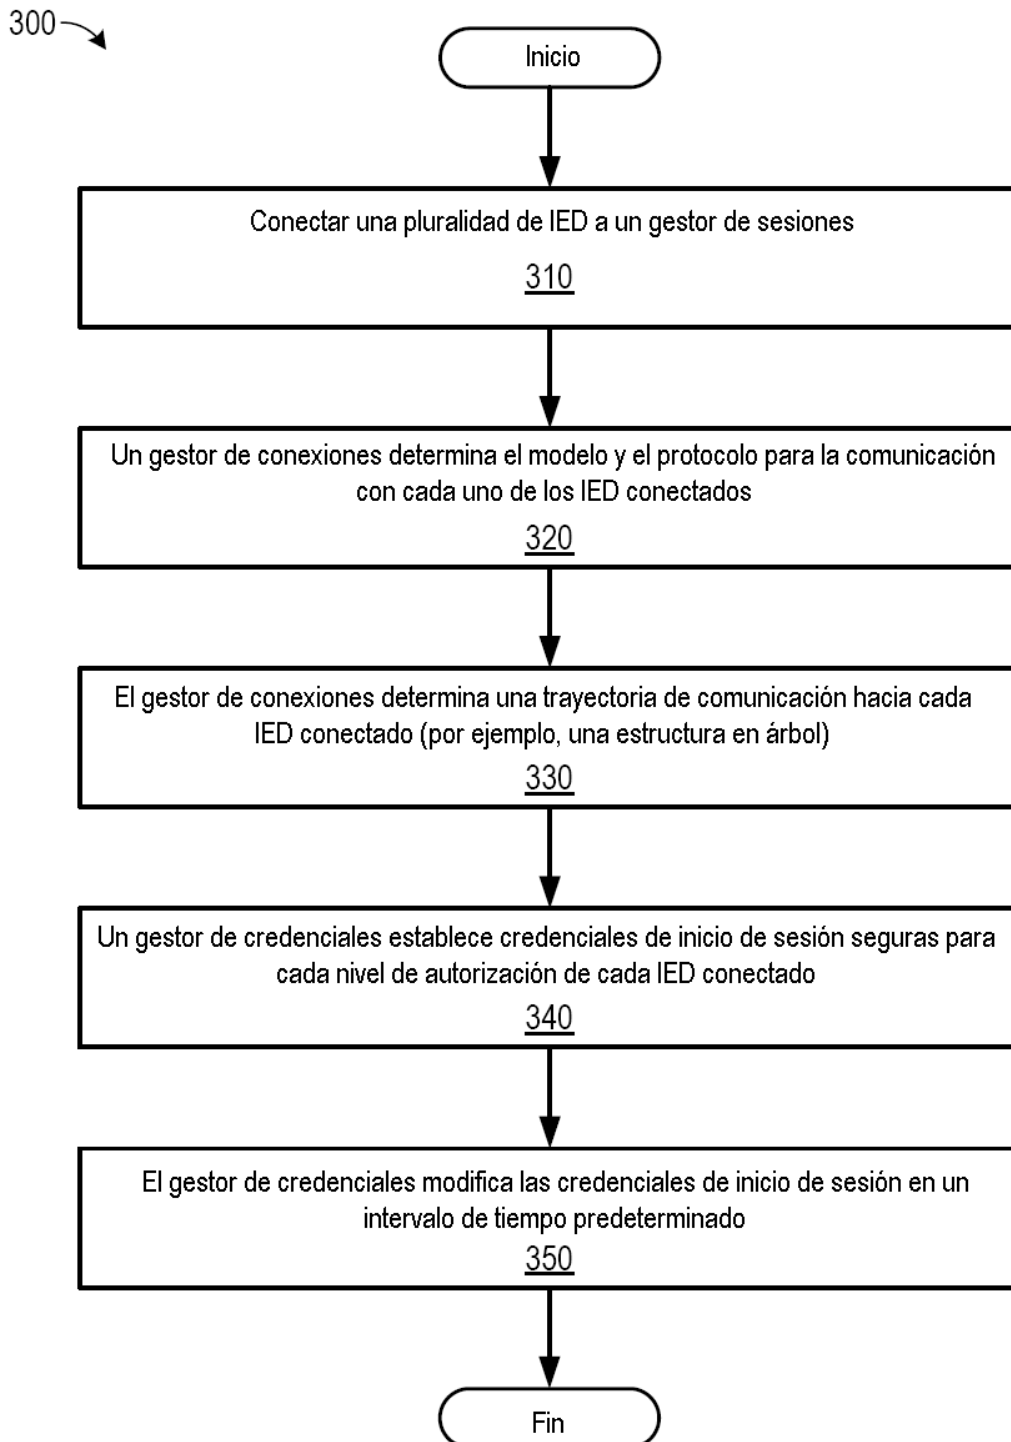 300
Inicio
Conectar una pluralidad de IED a un gestor de sesiones
310
Un gestor de conexiones determina el modelo y el protocolo para la comunicación
con cada uno de los IED conectados
320
El gestor de conexiones determina una trayectoria de comunicación hacia cada
IED conectado (por ejemplo, una estructura en árbol)
330
Un gestor de credenciales establece credenciales de inicio de sesión seguras para
cada nivel de autorización de cada IED conectado
340
El gestor de credenciales modifica las credenciales de inicio de sesión en un
intervalo de tiempo predeterminado
350
Fin